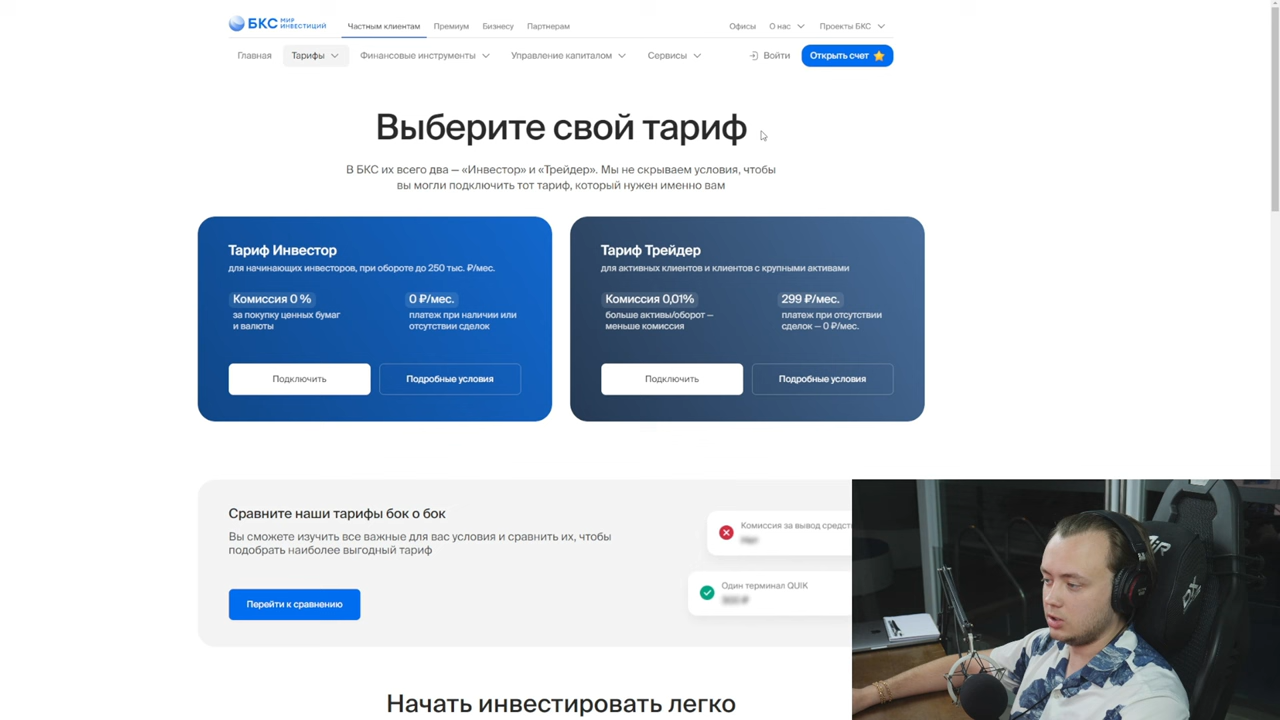 БКС МИР ИНВЕСТИЦИЙ
Частным клиентам Премиум Бизнесу Партнерам Офисы О нас Проекты БКС
Главная Тарифы Финансовые инструменты Управление капиталом Сервисы Войти Открыть счет
Выберите свой тариф
В БКС их всего два — «Инвестор» и «Трейдер». Мы не скрываем условия, чтобы
вы могли подключить тот тариф, который нужен именно вам
Тариф Инвестор
для начинающих инвесторов, при обороте до 250 тыс. ₽/мес.
Комиссия 0 %
за покупку ценных бумаг
и валюты
0 ₽/мес.
платеж при наличии или
отсутствии сделок
Подключить
Подробные условия
Тариф Трейдер
для активных клиентов и клиентов с крупными активами
Комиссия 0,01%
больше активы/оборот —
меньше комиссия
299 ₽/мес.
платеж при отсутствии
сделок — 0 ₽/мес.
Подключить
Подробные условия
Сравните наши тарифы бок о бок
Вы сможете изучить все важные для вас условия и сравнить их, чтобы
подобрать наиболее выгодный тариф
Перейти к сравнению
Комиссия за вывод средст
Один терминал QUIK
Начать инвестировать легко